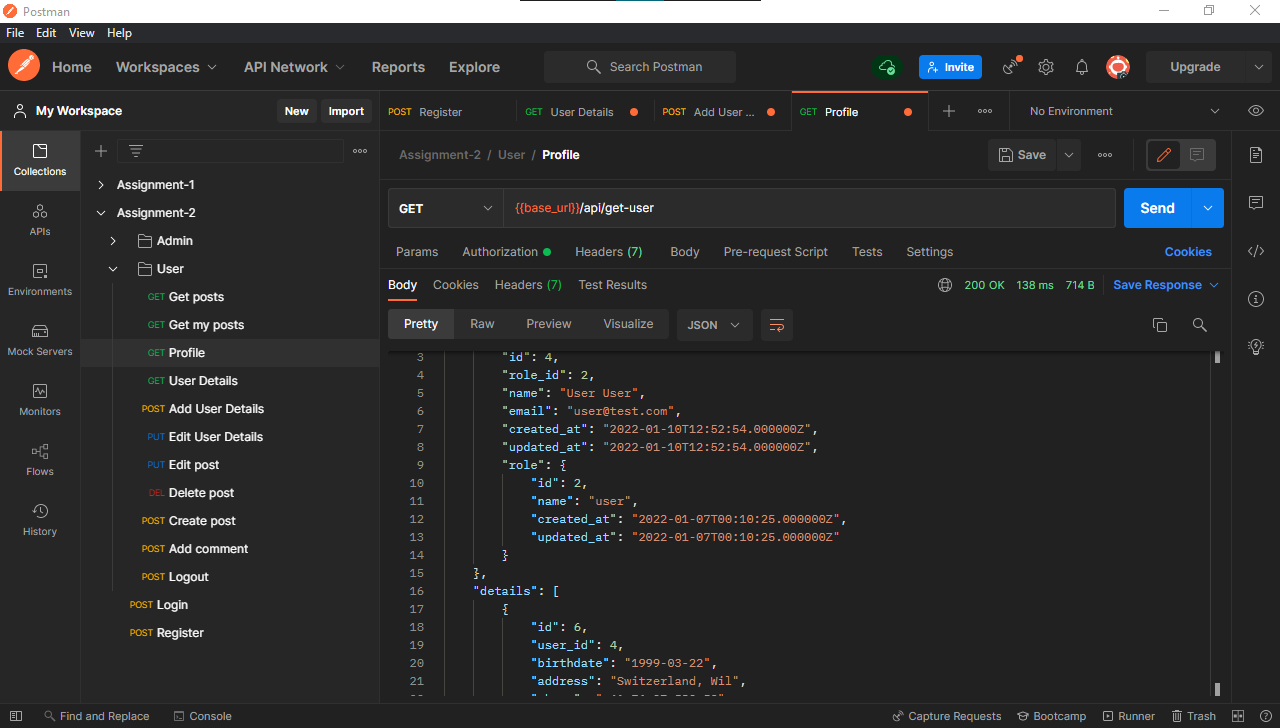 Postman
File Edit View Help
Home Workspaces API Network Reports Explore Search Postman Invite Upgrade
My Workspace New Import
POST Register GET User Details POST Add User ... GET Profile No Environment
Collections
APIs
Environments
Mock Servers
Monitors
Flows
History
Assignment-1
Assignment-2
Admin
User
GET Get posts
GET Get my posts
GET Profile
GET User Details
POST Add User Details
PUT Edit User Details
PUT Edit post
DEL Delete post
POST Create post
POST Add comment
POST Logout
POST Login
POST Register
Assignment-2 / User / Profile Save
GET {{base_url}}/api/get-user Send
Params Authorization Headers (7) Body Pre-request Script Tests Settings Cookies
Body Cookies Headers (7) Test Results 200 OK 138 ms 714 B Save Response
Pretty Raw Preview Visualize JSON
3 "id": 4,
4 "role_id": 2,
5 "name": "User User",
6 "email": "user@test.com",
7 "created_at": "2022-01-10T12:52:54.000000Z",
8 "updated_at": "2022-01-10T12:52:54.000000Z",
9 "role": {
10 "id": 2,
11 "name": "user",
12 "created_at": "2022-01-07T00:10:25.000000Z",
13 "updated_at": "2022-01-07T00:10:25.000000Z"
14 }
15 },
16 "details": [
17 {
18 "id": 6,
19 "user_id": 4,
20 "birthdate": "1999-03-22",
21 "address": "Switzerland, Wil",
Find and Replace Console Capture Requests Bootcamp Runner Trash